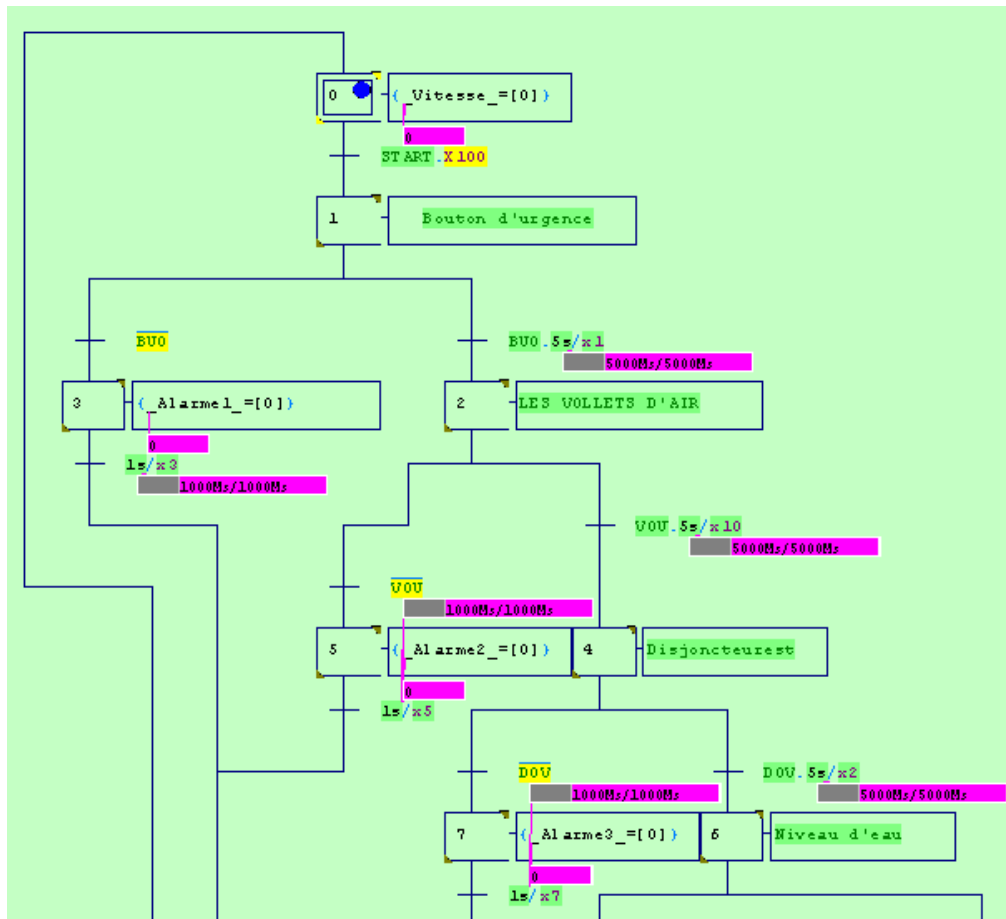 0 {_Vitesse_=[0]}
0
START.X100
1 Bouton d'urgence
BUO BUO.5s/x1
5000Ms/5000Ms
3 {_Alarme1_=[0]} 2 LES VOLLETS D'AIR
0
1s/x3
1000Ms/1000Ms
VOU.5s/x10
5000Ms/5000Ms
VOU
1000Ms/1000Ms
5 {_Alarme2_=[0]} 4 Disjoncteurest
0
1s/x5
DOV DOV.5s/x2
1000Ms/1000Ms 5000Ms/5000Ms
7 {_Alarme3_=[0]} 6 Niveau d'eau
0
1s/x7